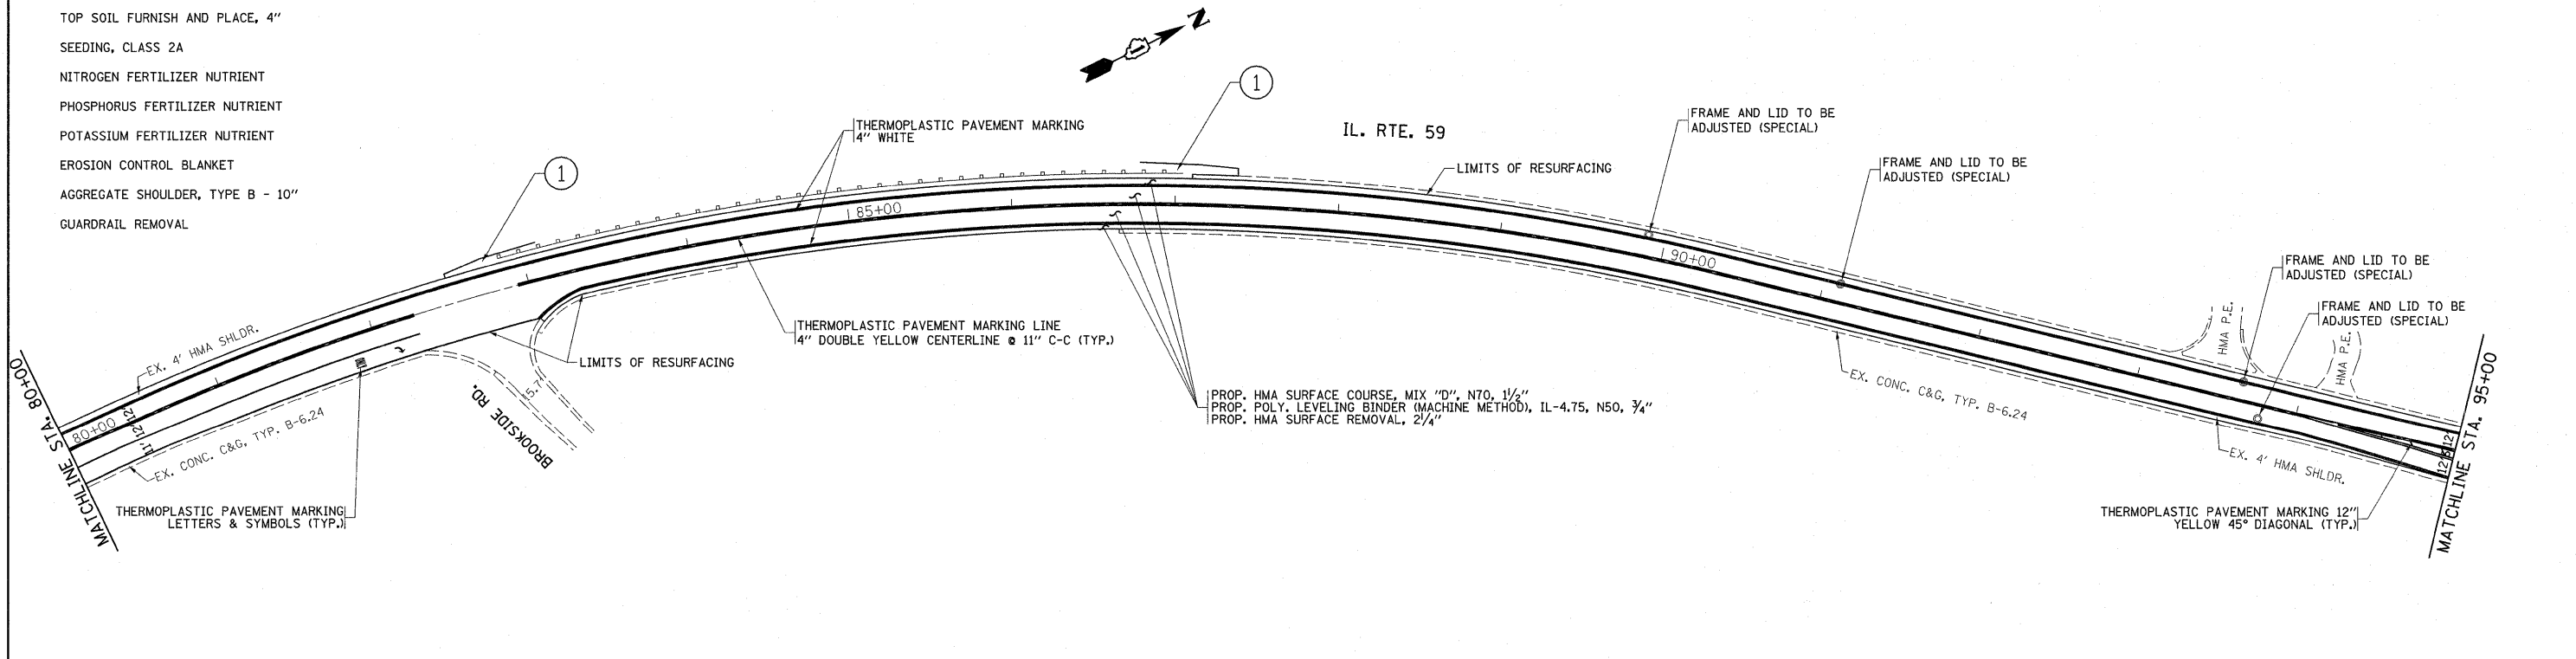 TOP SOIL FURNISH AND PLACE, 4"
SEEDING, CLASS 2A
NITROGEN FERTILIZER NUTRIENT
PHOSPHORUS FERTILIZER NUTRIENT
POTASSIUM FERTILIZER NUTRIENT
EROSION CONTROL BLANKET
AGGREGATE SHOULDER, TYPE B - 10"
GUARDRAIL REMOVAL
N
1
1
THERMOPLASTIC PAVEMENT MARKING
4" WHITE
IL. RTE. 59
LIMITS OF RESURFACING
FRAME AND LID TO BE
ADJUSTED (SPECIAL)
FRAME AND LID TO BE
ADJUSTED (SPECIAL)
FRAME AND LID TO BE
ADJUSTED (SPECIAL)
FRAME AND LID TO BE
ADJUSTED (SPECIAL)
85+00
90+00
HMA P.E.
HMA P.E.
EX. 4' HMA SHLDR.
MATCHLINE STA. 80+00
80+00
12'
12'
11'
EX. CONC. C&G, TYP. B-6.24
THERMOPLASTIC PAVEMENT MARKING
LETTERS & SYMBOLS (TYP.)
BROOKSIDE RD.
LIMITS OF RESURFACING
THERMOPLASTIC PAVEMENT MARKING LINE
4" DOUBLE YELLOW CENTERLINE @ 11" C-C (TYP.)
PROP. HMA SURFACE COURSE, MIX "D", N70, 1½"
PROP. POLY. LEVELING BINDER (MACHINE METHOD), IL-4.75, N50, ¾"
PROP. HMA SURFACE REMOVAL, 2¼"
EX. CONC. C&G, TYP. B-6.24
EX. 4' HMA SHLDR.
THERMOPLASTIC PAVEMENT MARKING 12"
YELLOW 45° DIAGONAL (TYP.)
12'
12'
MATCHLINE STA. 95+00